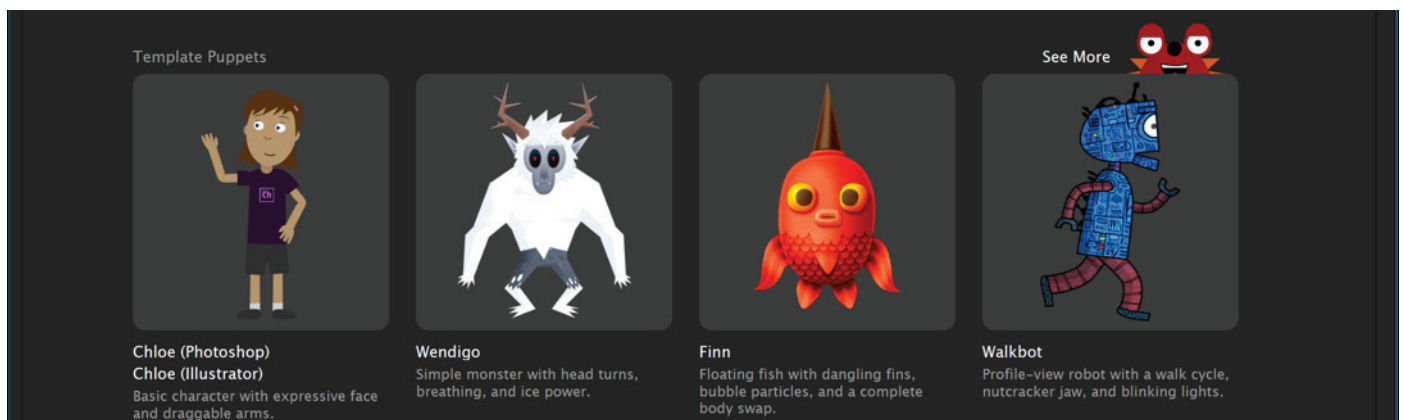 Template Puppets
See More
Ch
Chloe (Photoshop)
Chloe (Illustrator)
Basic character with expressive face
and draggable arms.
Wendigo
Simple monster with head turns,
breathing, and ice power.
Finn
Floating fish with dangling fins,
bubble particles, and a complete
body swap.
Walkbot
Profile-view robot with a walk cycle,
nutcracker jaw, and blinking lights.